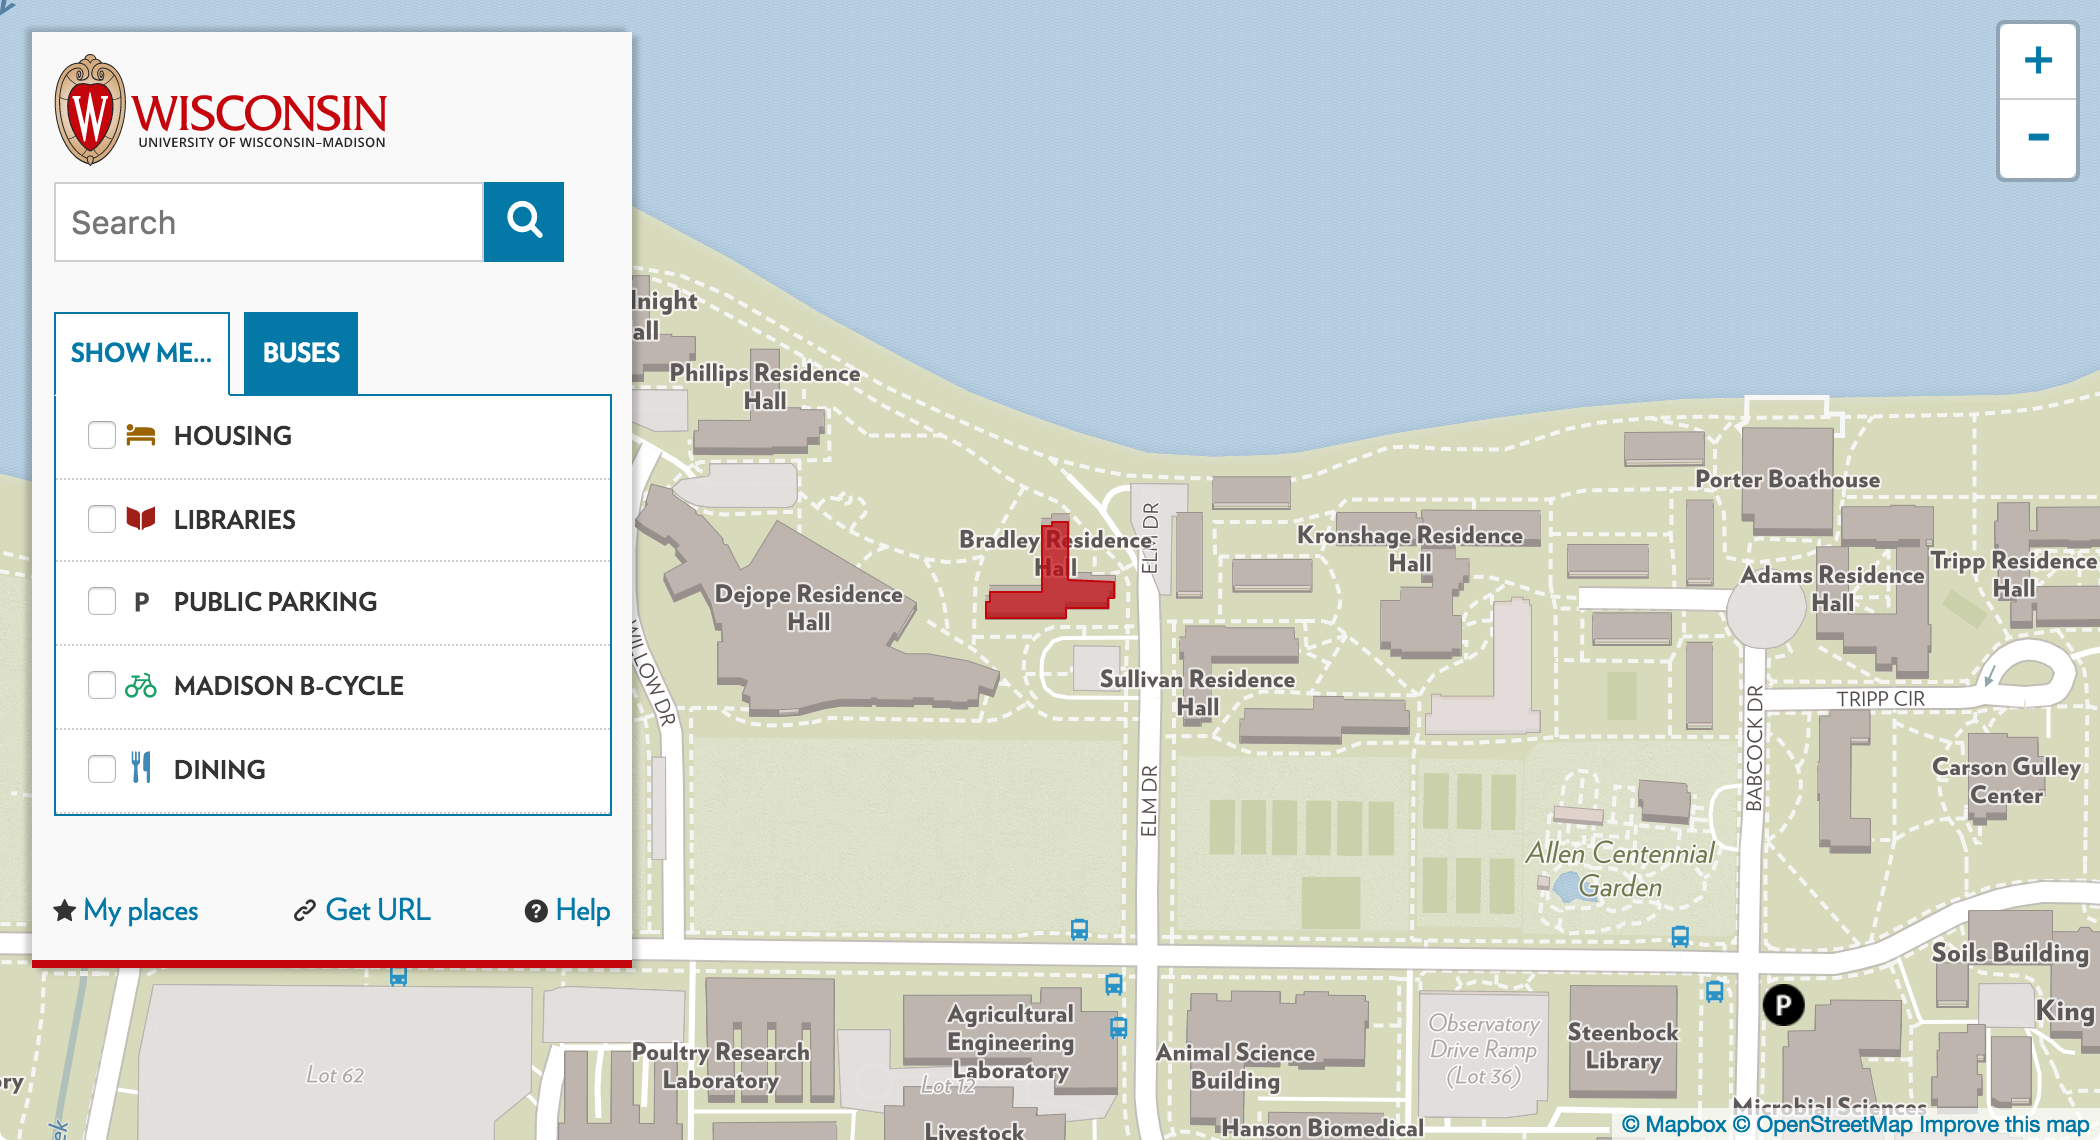 WISCONSIN
UNIVERSITY OF WISCONSIN–MADISON
Search
SHOW ME...
BUSES
HOUSING
LIBRARIES
P PUBLIC PARKING
MADISON B-CYCLE
DINING
My places
Get URL
Help
+
-
lnight
all
Phillips Residence
Hall
Dejope Residence
Hall
Bradley Residence
Hall
ELM DR
Kronshage Residence
Hall
Porter Boathouse
Adams Residence
Hall
Tripp Residence
Hall
Sullivan Residence
Hall
WILLOW DR
ELM DR
BABCOCK DR
TRIPP CIR
Carson Gulley
Center
Allen Centennial
Garden
Soils Building
King
P
Lot 62
Poultry Research
Laboratory
Agricultural
Engineering
Laboratory
Lot 12
Livestock
Animal Science
Building
Hanson Biomedical
Observatory
Drive Ramp
(Lot 36)
Steenbock
Library
Microbial Sciences
ory
ek
© Mapbox © OpenStreetMap Improve this map